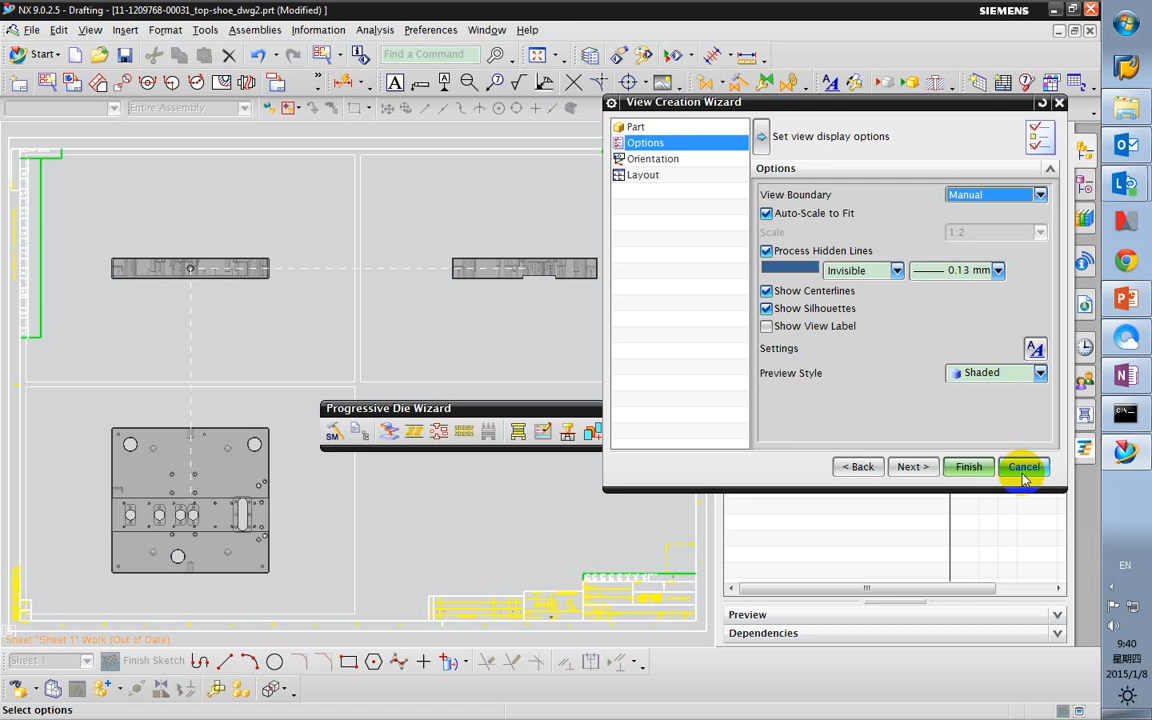 NX 9.0.2.5 - Drafting - [11-1209768-00031_top-shoe_dwg2.prt (Modified) ]
SIEMENS
File Edit View Insert Format Tools Assemblies Information Analysis Preferences Window Help
Start
Find a Command
Entire Assembly
View Creation Wizard
Part
Options
Orientation
Layout
Set view display options
Options
View Boundary
Manual
Auto-Scale to Fit
Scale
1:2
Process Hidden Lines
Invisible
0.13 mm
Show Centerlines
Show Silhouettes
Show View Label
Settings
Preview Style
Shaded
< Back
Next >
Finish
Cancel
Progressive Die Wizard
Preview
Dependencies
Sheet "Sheet 1" Work (Out of Date)
Sheet 1
Finish Sketch
Select options
EN
9:40
星期四
2015/1/8